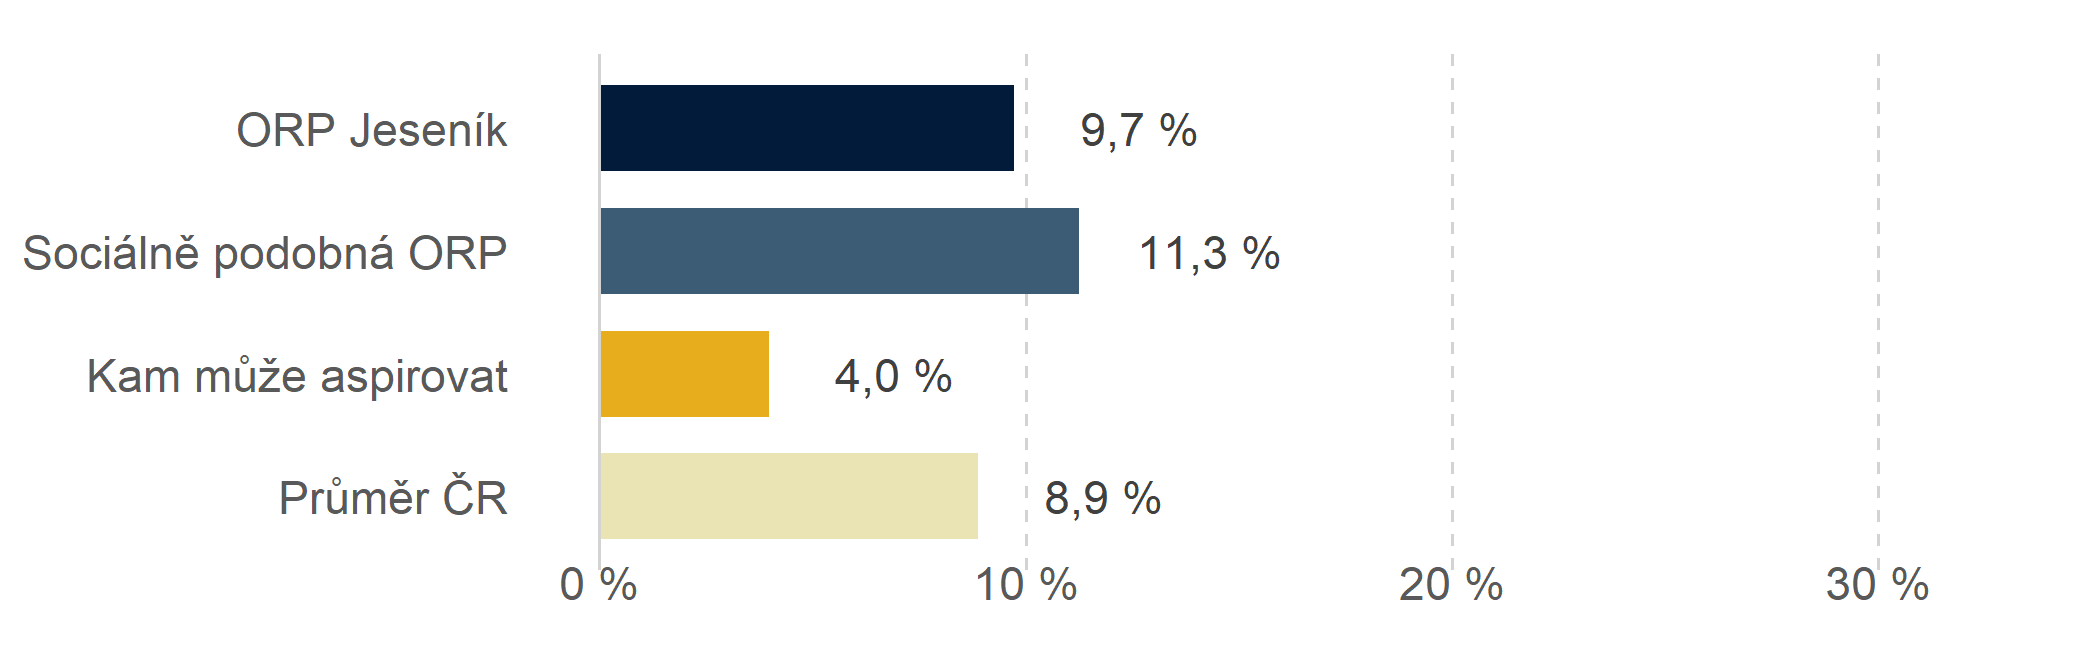 ORP Jeseník 9,7 %
Sociálně podobná ORP 11,3 %
Kam může aspirovat 4,0 %
Průměr ČR 8,9 %
0 % 10 % 20 % 30 %